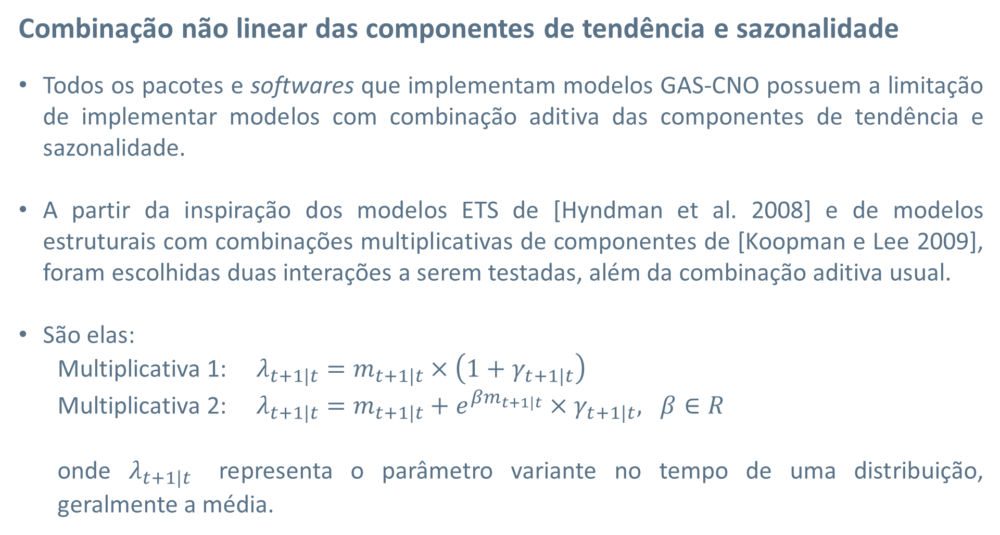 Combinação não linear das componentes de tendência e sazonalidade
• Todos os pacotes e softwares que implementam modelos GAS-CNO possuem a limitação
de implementar modelos com combinação aditiva das componentes de tendência e
sazonalidade.
• A partir da inspiração dos modelos ETS de [Hyndman et al. 2008] e de modelos
estruturais com combinações multiplicativas de componentes de [Koopman e Lee 2009],
foram escolhidas duas interações a serem testadas, além da combinação aditiva usual.
• São elas:
Multiplicativa 1: $\lambda_{t+1|t} = m_{t+1|t} \times (1 + \gamma_{t+1|t})$
Multiplicativa 2: $\lambda_{t+1|t} = m_{t+1|t} + e^{\beta m_{t+1|t}} \times \gamma_{t+1|t}, \ \beta \in R$
onde $\lambda_{t+1|t}$ representa o parâmetro variante no tempo de uma distribuição,
geralmente a média.